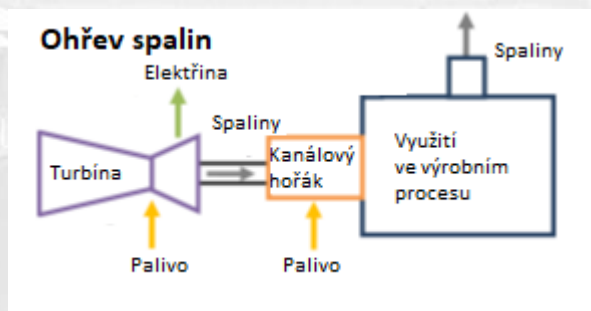 Ohřev spalin
Elektřina
Spaliny
Spaliny
Turbína
Kanálový
hořák
Využití
ve výrobním
procesu
Palivo
Palivo